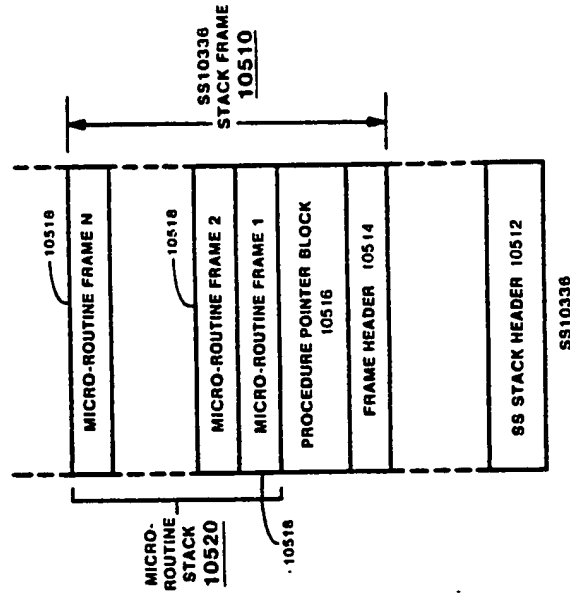 SS10336
STACK FRAME
10510
10518
MICRO-ROUTINE FRAME N
10518
MICRO-ROUTINE FRAME 2
MICRO-ROUTINE FRAME 1
PROCEDURE POINTER BLOCK
10516
FRAME HEADER 10514
SS STACK HEADER 10512
SS10336
MICRO-
ROUTINE
STACK
10520
10518